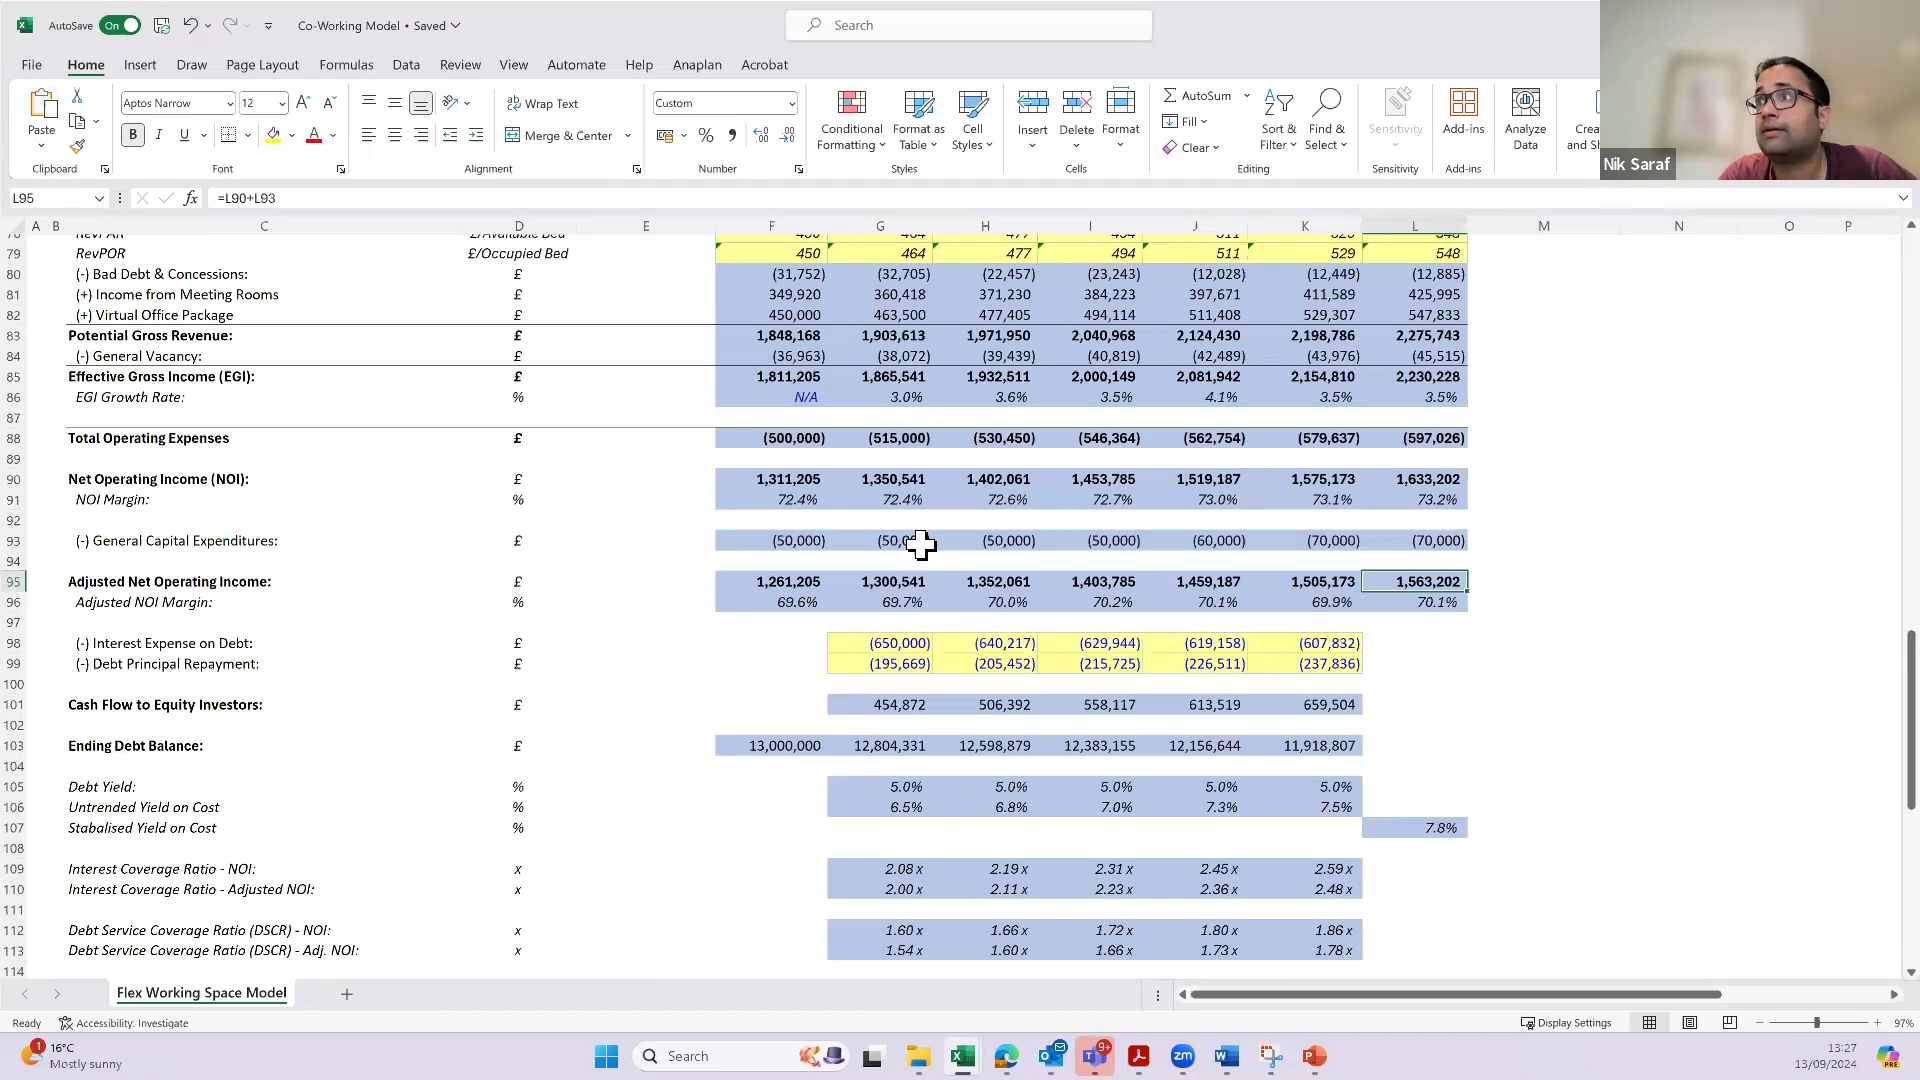 AutoSave On Co-Working Model • Saved Search
File Home Insert Draw Page Layout Formulas Data Review View Automate Help Anaplan Acrobat
Paste Aptos Narrow 12 Wrap Text Custom Conditional Formatting Format as Table Cell Styles Insert Delete Format AutoSum Sort & Filter Find & Select Sensitivity Add-ins Analyze Data
B I U Merge & Center Fill Clear
Clipboard Font Alignment Number Styles Cells Editing Sensitivity Add-ins
Nik Saraf
L95 fx =L90+L93
A B C D E F G H I J K L M N O P
79 RevPOR £/Occupied Bed 450 464 477 494 511 529 548
80 (-) Bad Debt & Concessions: £ (31,752) (32,705) (22,457) (23,243) (12,028) (12,449) (12,885)
81 (+) Income from Meeting Rooms £ 349,920 360,418 371,230 384,223 397,671 411,589 425,995
82 (+) Virtual Office Package £ 450,000 463,500 477,405 494,114 511,408 529,307 547,833
83 Potential Gross Revenue: £ 1,848,168 1,903,613 1,971,950 2,040,968 2,124,430 2,198,786 2,275,743
84 (-) General Vacancy: £ (36,963) (38,072) (39,439) (40,819) (42,489) (43,976) (45,515)
85 Effective Gross Income (EGI): £ 1,811,205 1,865,541 1,932,511 2,000,149 2,081,942 2,154,810 2,230,228
86 EGI Growth Rate: % N/A 3.0% 3.6% 3.5% 4.1% 3.5% 3.5%
87
88 Total Operating Expenses £ (500,000) (515,000) (530,450) (546,364) (562,754) (579,637) (597,026)
89
90 Net Operating Income (NOI): £ 1,311,205 1,350,541 1,402,061 1,453,785 1,519,187 1,575,173 1,633,202
91 NOI Margin: % 72.4% 72.4% 72.6% 72.7% 73.0% 73.1% 73.2%
92
93 (-) General Capital Expenditures: £ (50,000) (50,000) (50,000) (60,000) (70,000) (70,000)
94
95 Adjusted Net Operating Income: £ 1,261,205 1,300,541 1,352,061 1,403,785 1,459,187 1,505,173 1,563,202
96 Adjusted NOI Margin: % 69.6% 69.7% 70.0% 70.2% 70.1% 69.9% 70.1%
97
98 (-) Interest Expense on Debt: £ (650,000) (640,217) (629,944) (619,158) (607,832)
99 (-) Debt Principal Repayment: £ (195,669) (205,452) (215,725) (226,511) (237,836)
100
101 Cash Flow to Equity Investors: £ 454,872 506,392 558,117 613,519 659,504
102
103 Ending Debt Balance: £ 13,000,000 12,804,331 12,598,879 12,383,155 12,156,644 11,918,807
104
105 Debt Yield: % 5.0% 5.0% 5.0% 5.0% 5.0%
106 Untrended Yield on Cost % 6.5% 6.8% 7.0% 7.3% 7.5%
107 Stabalised Yield on Cost % 7.8%
108
109 Interest Coverage Ratio - NOI: x 2.08 x 2.19 x 2.31 x 2.45 x 2.59 x
110 Interest Coverage Ratio - Adjusted NOI: x 2.00 x 2.11 x 2.23 x 2.36 x 2.48 x
111
112 Debt Service Coverage Ratio (DSCR) - NOI: x 1.60 x 1.66 x 1.72 x 1.80 x 1.86 x
113 Debt Service Coverage Ratio (DSCR) - Adj. NOI: x 1.54 x 1.60 x 1.66 x 1.73 x 1.78 x
114
Flex Working Space Model
Ready Accessibility: Investigate Display Settings 97%
1 16°C Search 9+ zm 13:27
Mostly sunny 13/09/2024 PRE